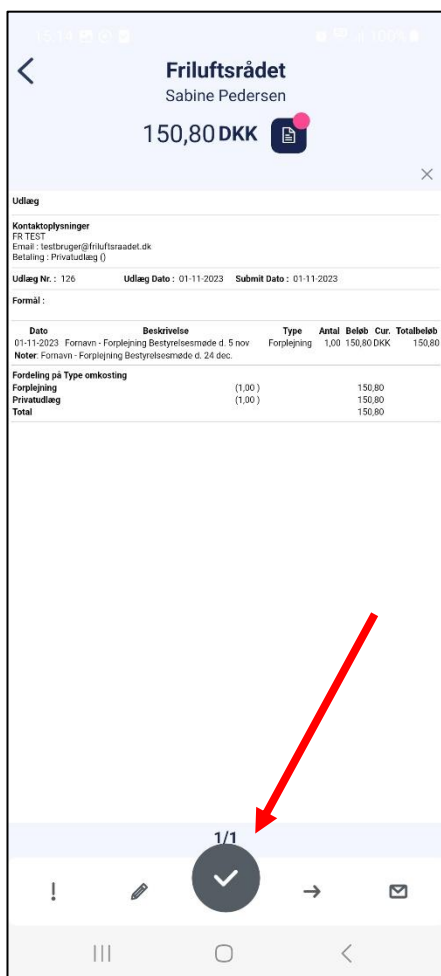 15:14
100%
Friluftsrådet
Sabine Pedersen
150,80 DKK
Udlæg
Kontaktoplysninger
FR TEST
Email : testbruger@friluftsraadet.dk
Betaling : Privatudlæg ()
Udlæg Nr. : 126 Udlæg Dato : 01-11-2023 Submit Dato : 01-11-2023
Formål :
Dato Beskrivelse Type Antal Beløb Cur. Totalbeløb
01-11-2023 Fornavn - Forplejning Bestyrelsesmøde d. 5 nov Forplejning 1,00 150,80 DKK 150,80
Noter: Fornavn - Forplejning Bestyrelsesmøde d. 24 dec.
Fordeling på Type omkosting
Forplejning (1,00 ) 150,80
Privatudlæg (1,00 ) 150,80
Total 150,80
1/1